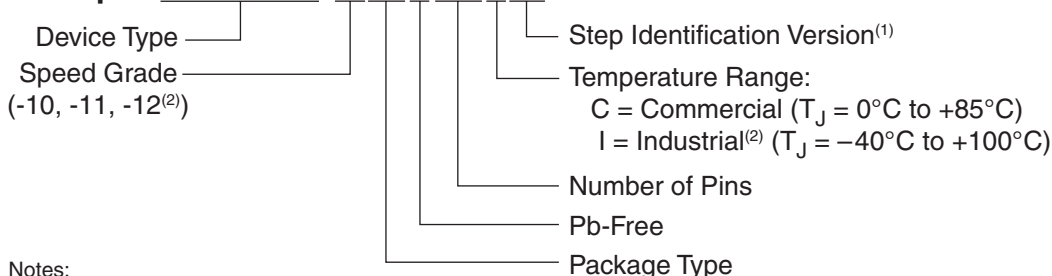 Device Type
Speed Grade
(-10, -11, -12(2))
Step Identification Version(1)
Temperature Range:
C = Commercial (TJ = 0°C to +85°C)
I = Industrial(2) (TJ = −40°C to +100°C)
Number of Pins
Pb-Free
Package Type
Notes: